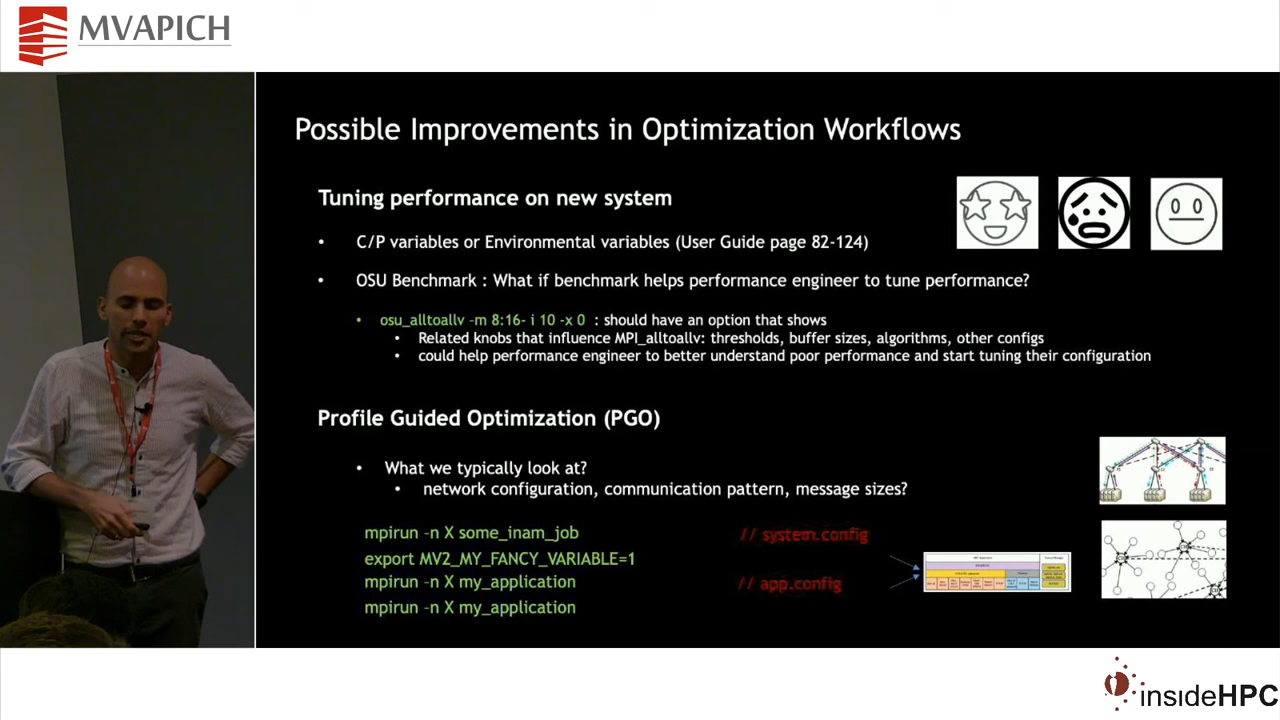 MVAPICH
Possible Improvements in Optimization Workflows
Tuning performance on new system
• C/P variables or Environmental variables (User Guide page 82-124)
• OSU Benchmark : What if benchmark helps performance engineer to tune performance?
• osu_alltoallv -m 8:16- i 10 -x 0 : should have an option that shows
• Related knobs that influence MPI_alltoallv: thresholds, buffer sizes, algorithms, other configs
• could help performance engineer to better understand poor performance and start tuning their configuration
Profile Guided Optimization (PGO)
• What we typically look at?
• network configuration, communication pattern, message sizes?
mpirun -n X some_inam_job // system.config
export MV2_MY_FANCY_VARIABLE=1
mpirun -n X my_application // app.config
mpirun -n X my_application
insideHPC